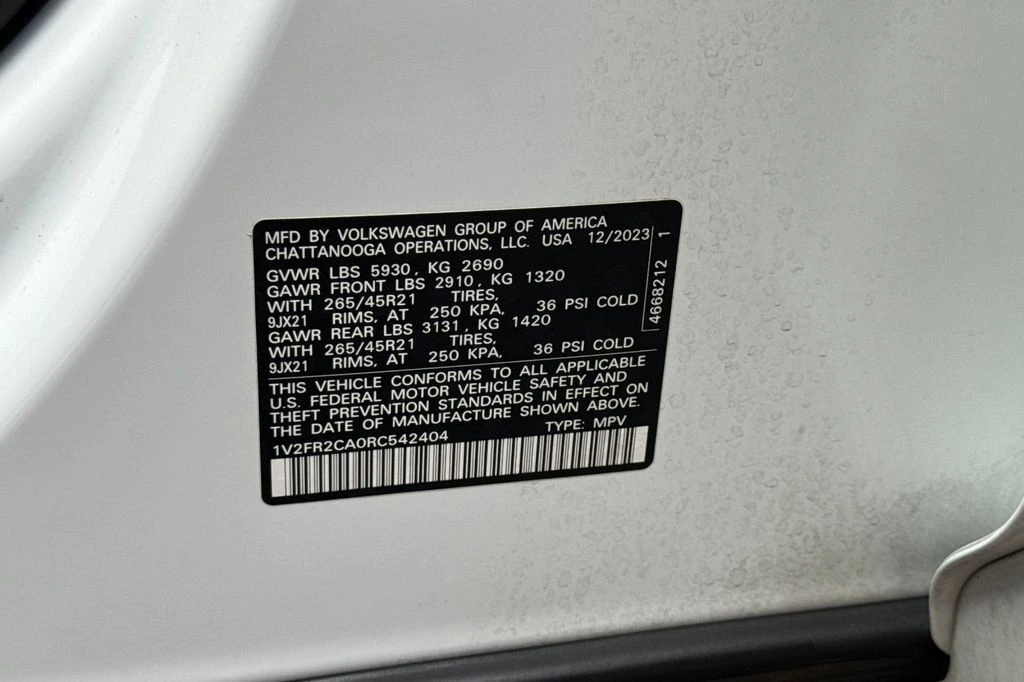 MFD BY VOLKSWAGEN GROUP OF AMERICA
CHATTANOOGA OPERATIONS, LLC. USA 12/2023
GVWR LBS 5930, KG 2690
GAWR FRONT LBS 2910, KG 1320
WITH 265/45R21 TIRES,
9JX21 RIMS, AT 250 KPA, 36 PSI COLD
GAWR REAR LBS 3131, KG 1420
WITH 265/45R21 TIRES,
9JX21 RIMS, AT 250 KPA, 36 PSI COLD
4668212 1
THIS VEHICLE CONFORMS TO ALL APPLICABLE
U.S. FEDERAL MOTOR VEHICLE SAFETY AND
THEFT PREVENTION STANDARDS IN EFFECT ON
THE DATE OF MANUFACTURE SHOWN ABOVE.
1V2FR2CA0RC542404 TYPE: MPV